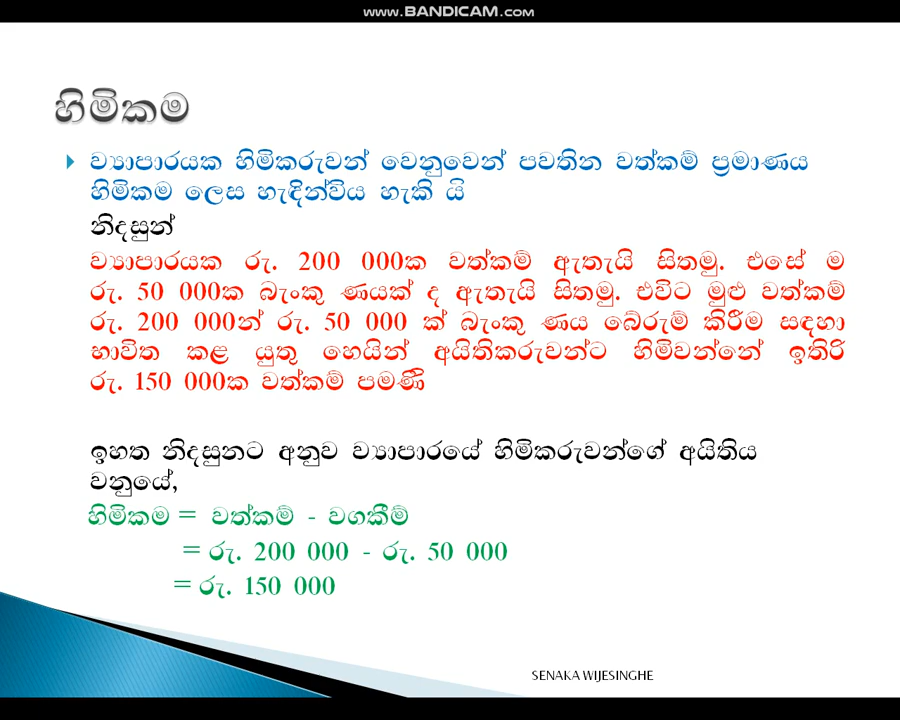 www.BANDICAM.com
හිමිකම
ව්‍යාපාරයක හිමිකරුවන් වෙනුවෙන් පවතින වත්කම් ප්‍රමාණය
හිමිකම ලෙස හැඳින්විය හැකි යි
නිදසුන්
ව්‍යාපාරයක රු. 200 000ක වත්කම් ඇතැයි සිතමු. එසේ ම
රු. 50 000ක බැංකු ණයක් ද ඇතැයි සිතමු. එවිට මුළු වත්කම්
රු. 200 000න් රු. 50 000 ක් බැංකු ණය බේරුම් කිරීම සඳහා
භාවිත කළ යුතු හෙයින් අයිතිකරුවන්ට හිමිවන්නේ ඉතිරි
රු. 150 000ක වත්කම් පමණි
ඉහත නිදසුනට අනුව ව්‍යාපාරයේ හිමිකරුවන්ගේ අයිතිය
වනුයේ,
හිමිකම = වත්කම් - වගකීම්
= රු. 200 000 - රු. 50 000
= රු. 150 000
SENAKA WIJESINGHE